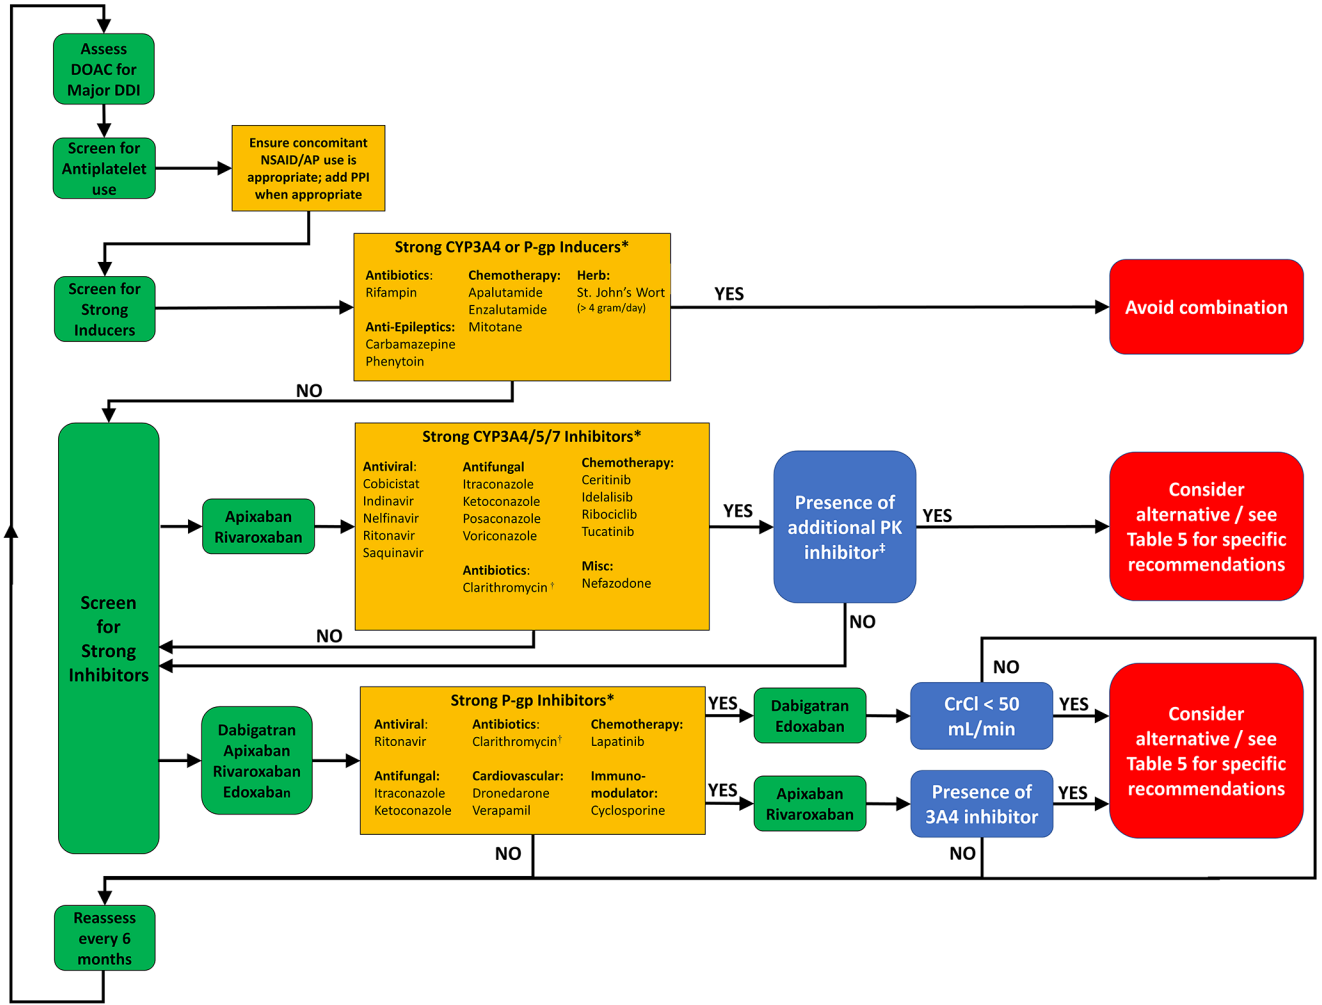 Assess
DOAC for
Major DDI
Screen for
Antiplatelet
use
Ensure concomitant
NSAID/AP use is
appropriate; add PPI
when appropriate
Screen for
Strong
Inducers
Strong CYP3A4 or P-gp Inducers*
Antibiotics:
Rifampin
Anti-Epileptics:
Carbamazepine
Phenytoin
Chemotherapy:
Apalutamide
Enzalutamide
Mitotane
Herb:
St. John's Wort
(> 4 gram/day)
YES
Avoid combination
NO
Screen
for
Strong
Inhibitors
Apixaban
Rivaroxaban
Strong CYP3A4/5/7 Inhibitors*
Antiviral:
Cobicistat
Indinavir
Nelfinavir
Ritonavir
Saquinavir
Antifungal
Itraconazole
Ketoconazole
Posaconazole
Voriconazole
Antibiotics:
Clarithromycin †
Chemotherapy:
Ceritinib
Idelalisib
Ribociclib
Tucatinib
Misc:
Nefazodone
YES
Presence of
additional PK
inhibitor‡
YES
Consider
alternative / see
Table 5 for specific
recommendations
NO
NO
Dabigatran
Apixaban
Rivaroxaban
Edoxaban
Strong P-gp Inhibitors*
Antiviral:
Ritonavir
Antifungal:
Itraconazole
Ketoconazole
Antibiotics:
Clarithromycin†
Cardiovascular:
Dronedarone
Verapamil
Chemotherapy:
Lapatinib
Immuno-
modulator:
Cyclosporine
YES
Dabigatran
Edoxaban
CrCl < 50
mL/min
NO
YES
YES
Apixaban
Rivaroxaban
Presence of
3A4 inhibitor
YES
Consider
alternative / see
Table 5 for specific
recommendations
NO
NO
Reassess
every 6
months